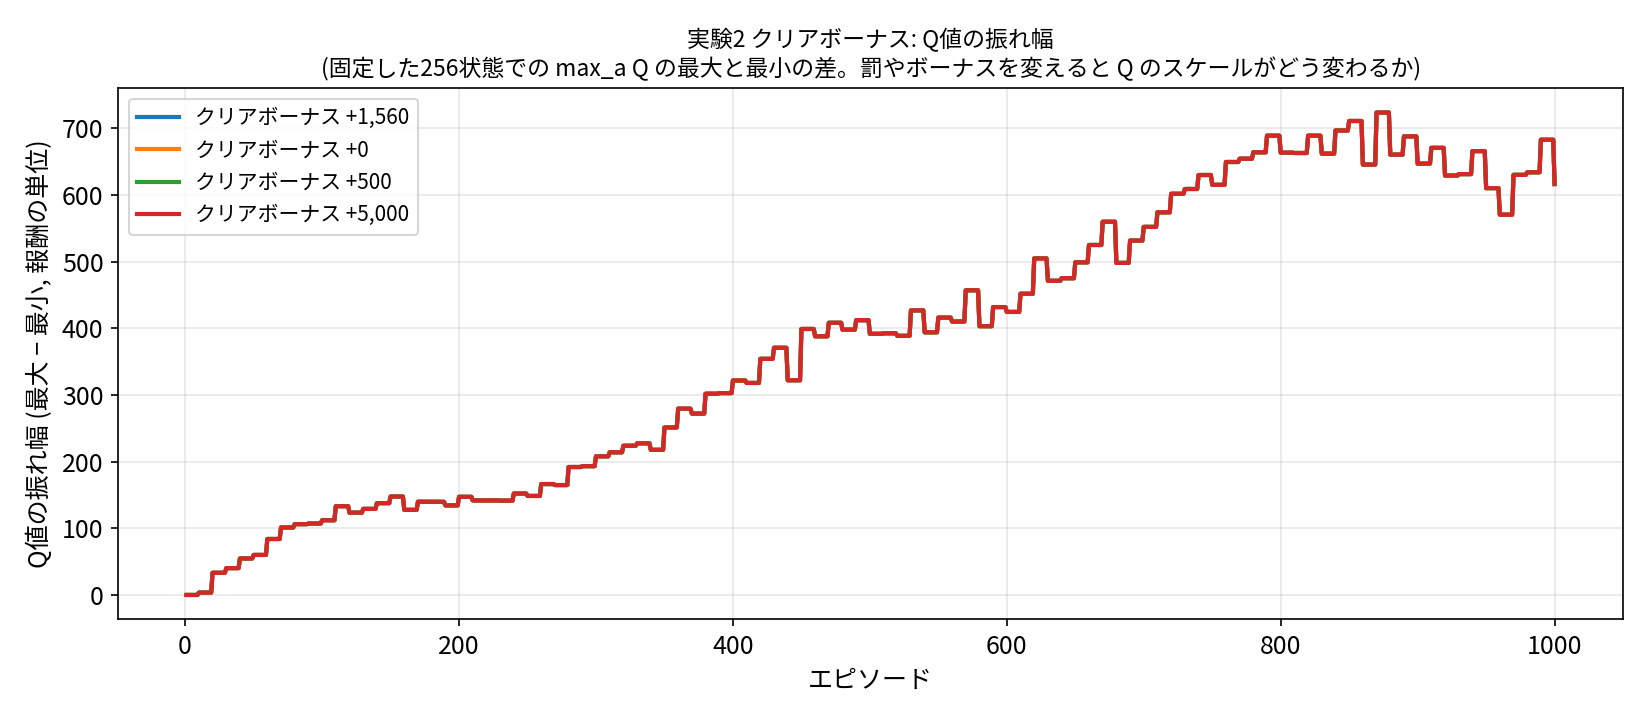 実験2 クリアボーナス: Q値の振れ幅
(固定した256状態での max_a Q の最大と最小の差。罰やボーナスを変えると Q のスケールがどう変わるか)
クリアボーナス +1,560
クリアボーナス +0
クリアボーナス +500
クリアボーナス +5,000
Q値の振れ幅 (最大 − 最小, 報酬の単位)
700
600
500
400
300
200
100
0
0 200 400 600 800 1000
エピソード